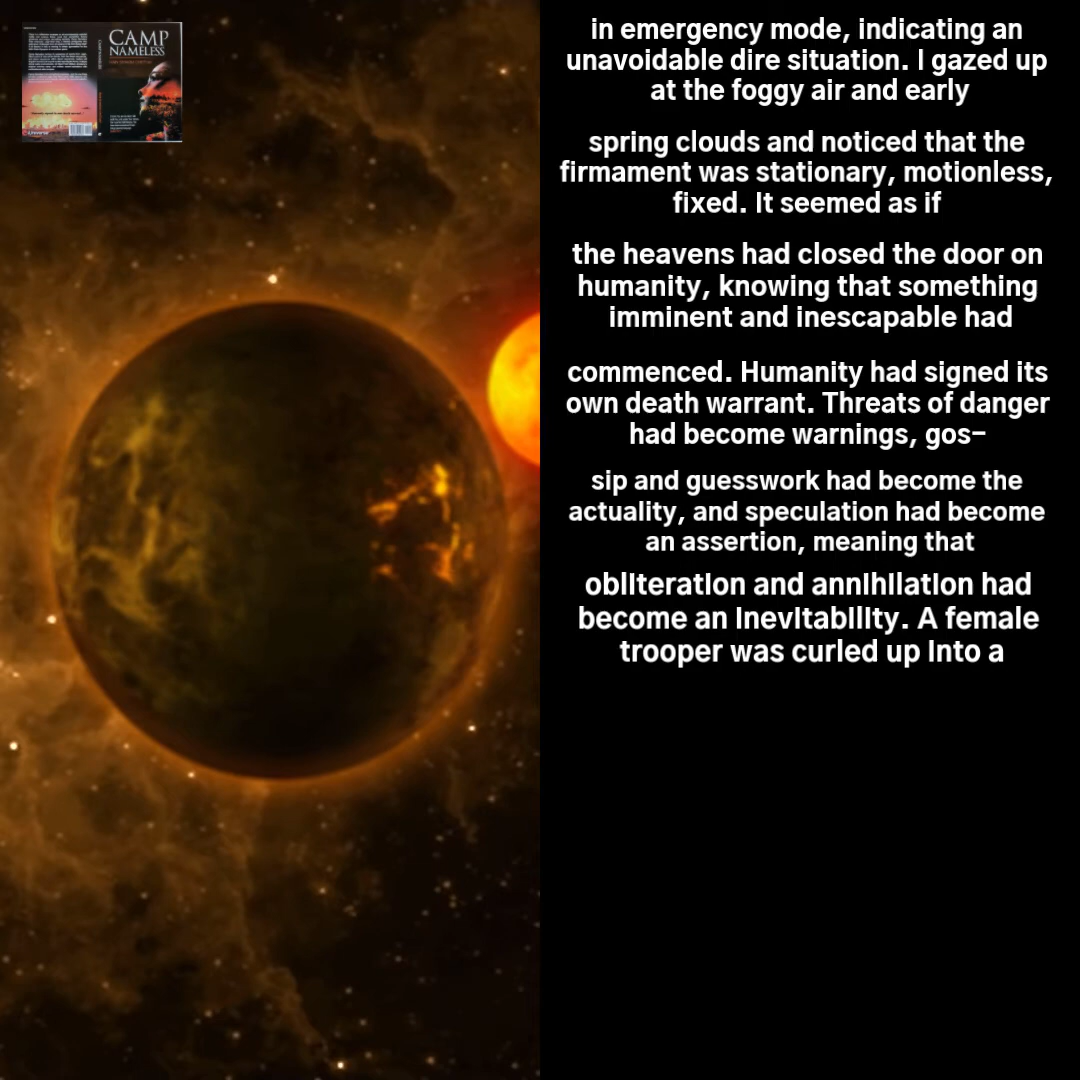 CAMP
NAMELESS
in emergency mode, indicating an
unavoidable dire situation. I gazed up
at the foggy air and early
spring clouds and noticed that the
firmament was stationary, motionless,
fixed. It seemed as if
the heavens had closed the door on
humanity, knowing that something
imminent and inescapable had
commenced. Humanity had signed its
own death warrant. Threats of danger
had become warnings, gos-
sip and guesswork had become the
actuality, and speculation had become
an assertion, meaning that
obliteration and annihilation had
become an inevitability. A female
trooper was curled up into a